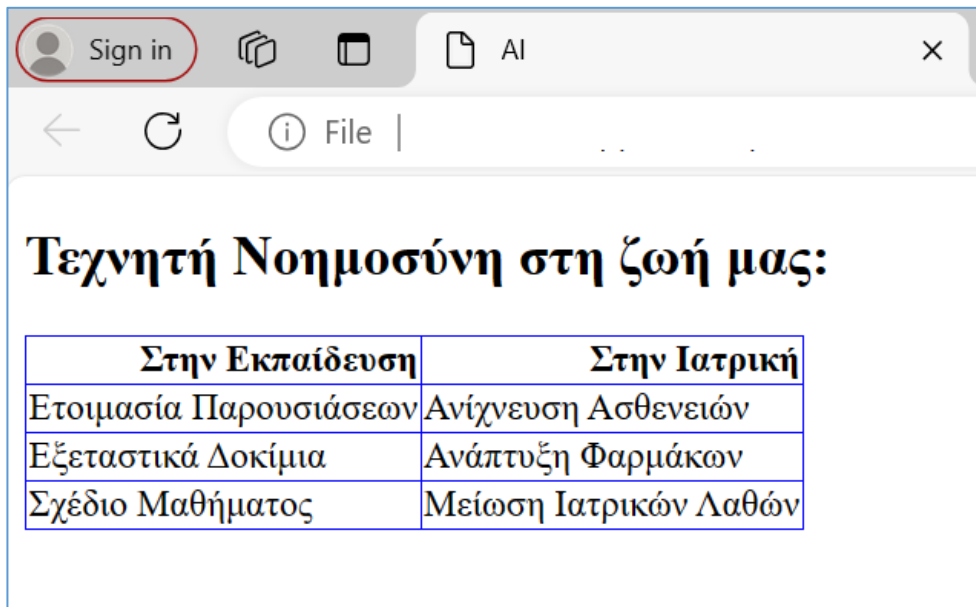 Sign in AI
File
Τεχνητή Νοημοσύνη στη ζωή μας:
Στην Εκπαίδευση Στην Ιατρική
Ετοιμασία Παρουσιάσεων Ανίχνευση Ασθενειών
Εξεταστικά Δοκίμια Ανάπτυξη Φαρμάκων
Σχέδιο Μαθήματος Μείωση Ιατρικών Λαθών